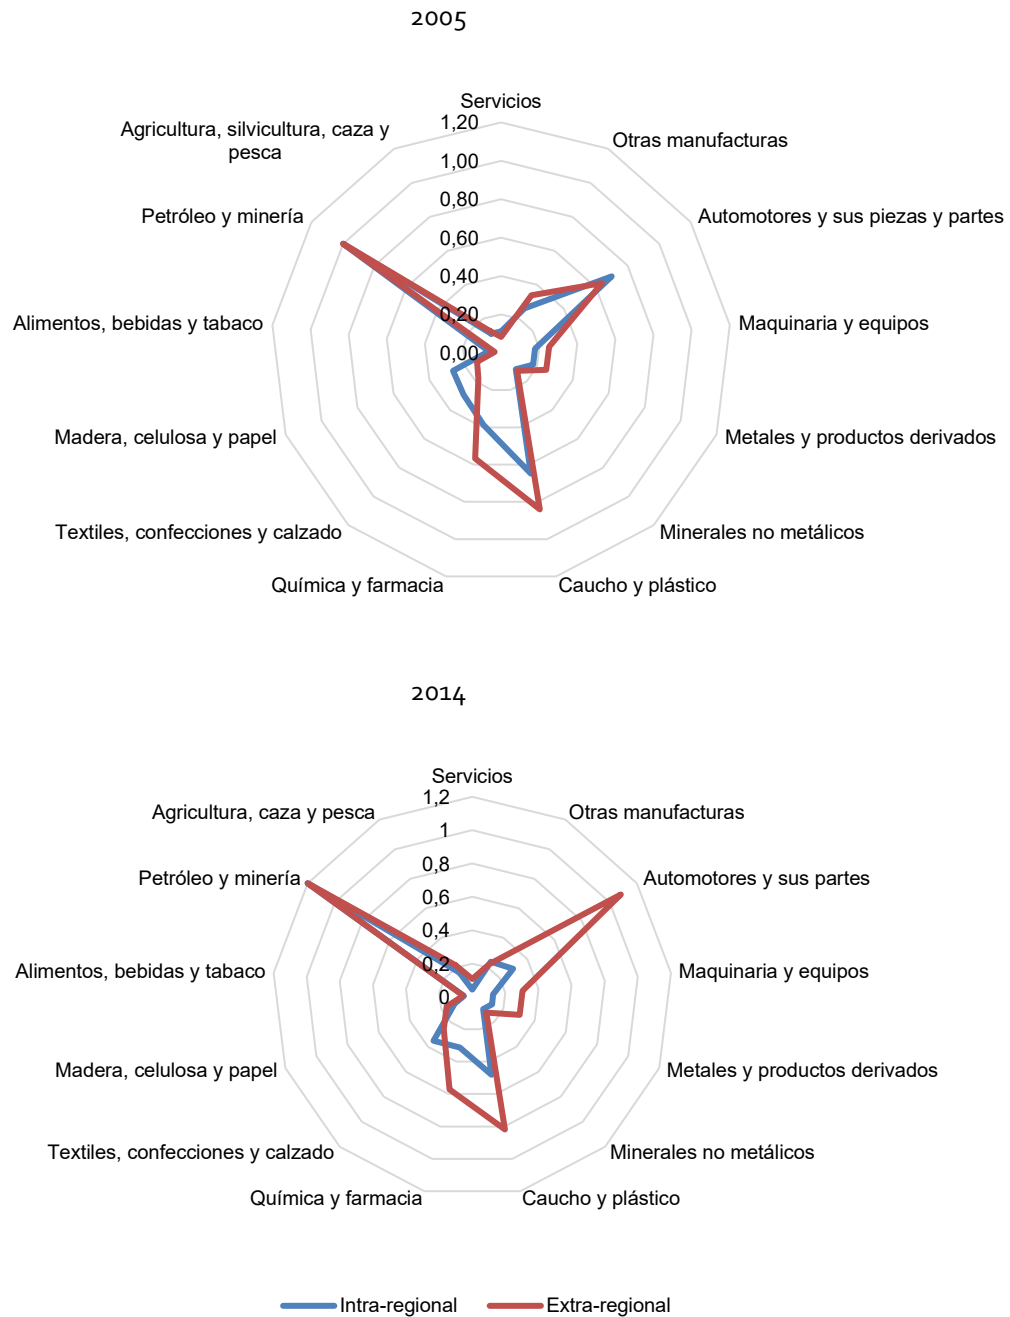 2005
Servicios
1,20
Otras manufacturas
Agricultura, silvicultura, caza y
pesca
1,00
0,80
Petróleo y minería
Automotores y sus piezas y partes
0,60
0,40
0,20
Alimentos, bebidas y tabaco
Maquinaria y equipos
0,00
Madera, celulosa y papel
Metales y productos derivados
Textiles, confecciones y calzado
Minerales no metálicos
Química y farmacia
Caucho y plástico
2014
Servicios
1,2
Agricultura, caza y pesca
Otras manufacturas
1
0,8
Petróleo y minería
Automotores y sus partes
0,6
0,4
0,2
Alimentos, bebidas y tabaco
Maquinaria y equipos
0
Madera, celulosa y papel
Metales y productos derivados
Textiles, confecciones y calzado
Minerales no metálicos
Química y farmacia
Caucho y plástico
Intra-regional
Extra-regional